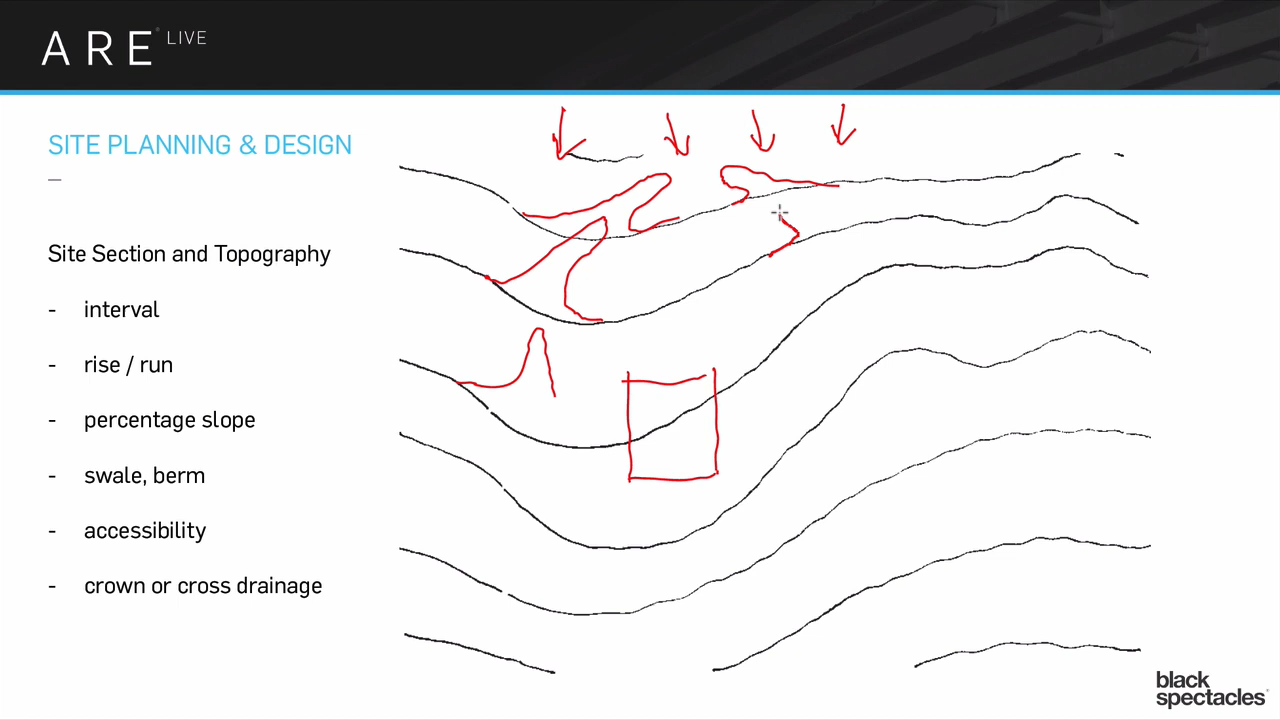 ARE® LIVE
SITE PLANNING & DESIGN
Site Section and Topography
- interval
- rise / run
- percentage slope
- swale, berm
- accessibility
- crown or cross drainage
black
spectacles®